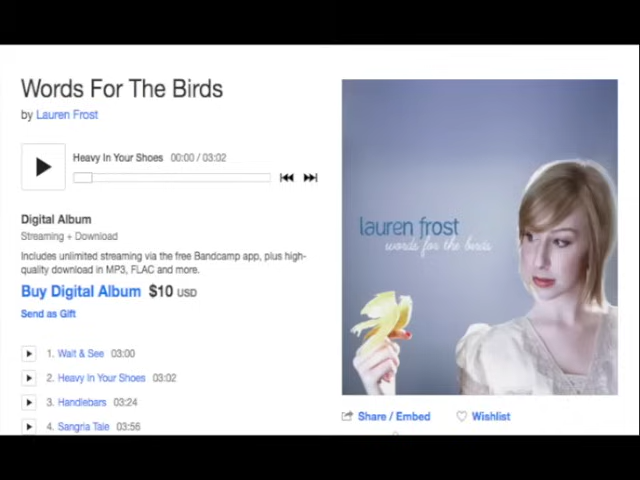 Words For The Birds
by Lauren Frost
Heavy In Your Shoes 00:00 / 03:02
Digital Album
Streaming + Download
Includes unlimited streaming via the free Bandcamp app, plus high-
quality download in MP3, FLAC and more.
Buy Digital Album $10 USD
Send as Gift
1. Wait & See 03:00
2. Heavy In Your Shoes 03:02
3. Handlebars 03:24
4. Sangria Tale 03:56
lauren frost
words for the birds
Share / Embed Wishlist